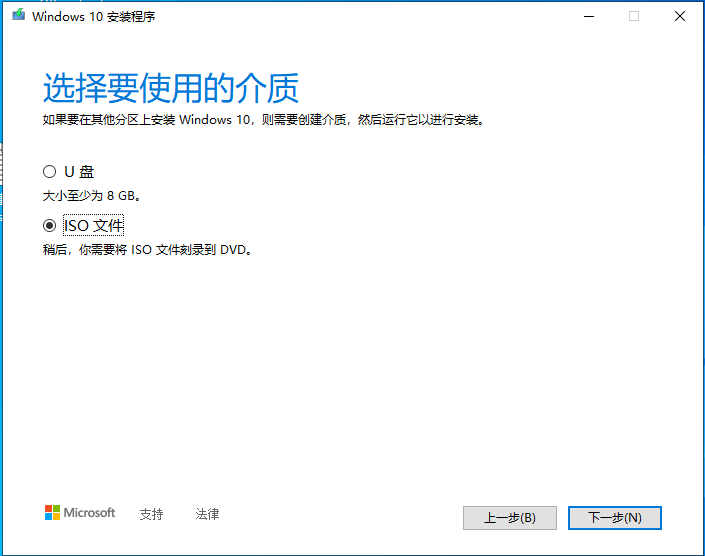 Windows 10 安装程序
选择要使用的介质
如果要在其他分区上安装 Windows 10，则需要创建介质，然后运行它以进行安装。
U 盘
大小至少为 8 GB。
ISO 文件
稍后，你需要将 ISO 文件刻录到 DVD。
Microsoft 支持 法律 上一步(B) 下一步(N)